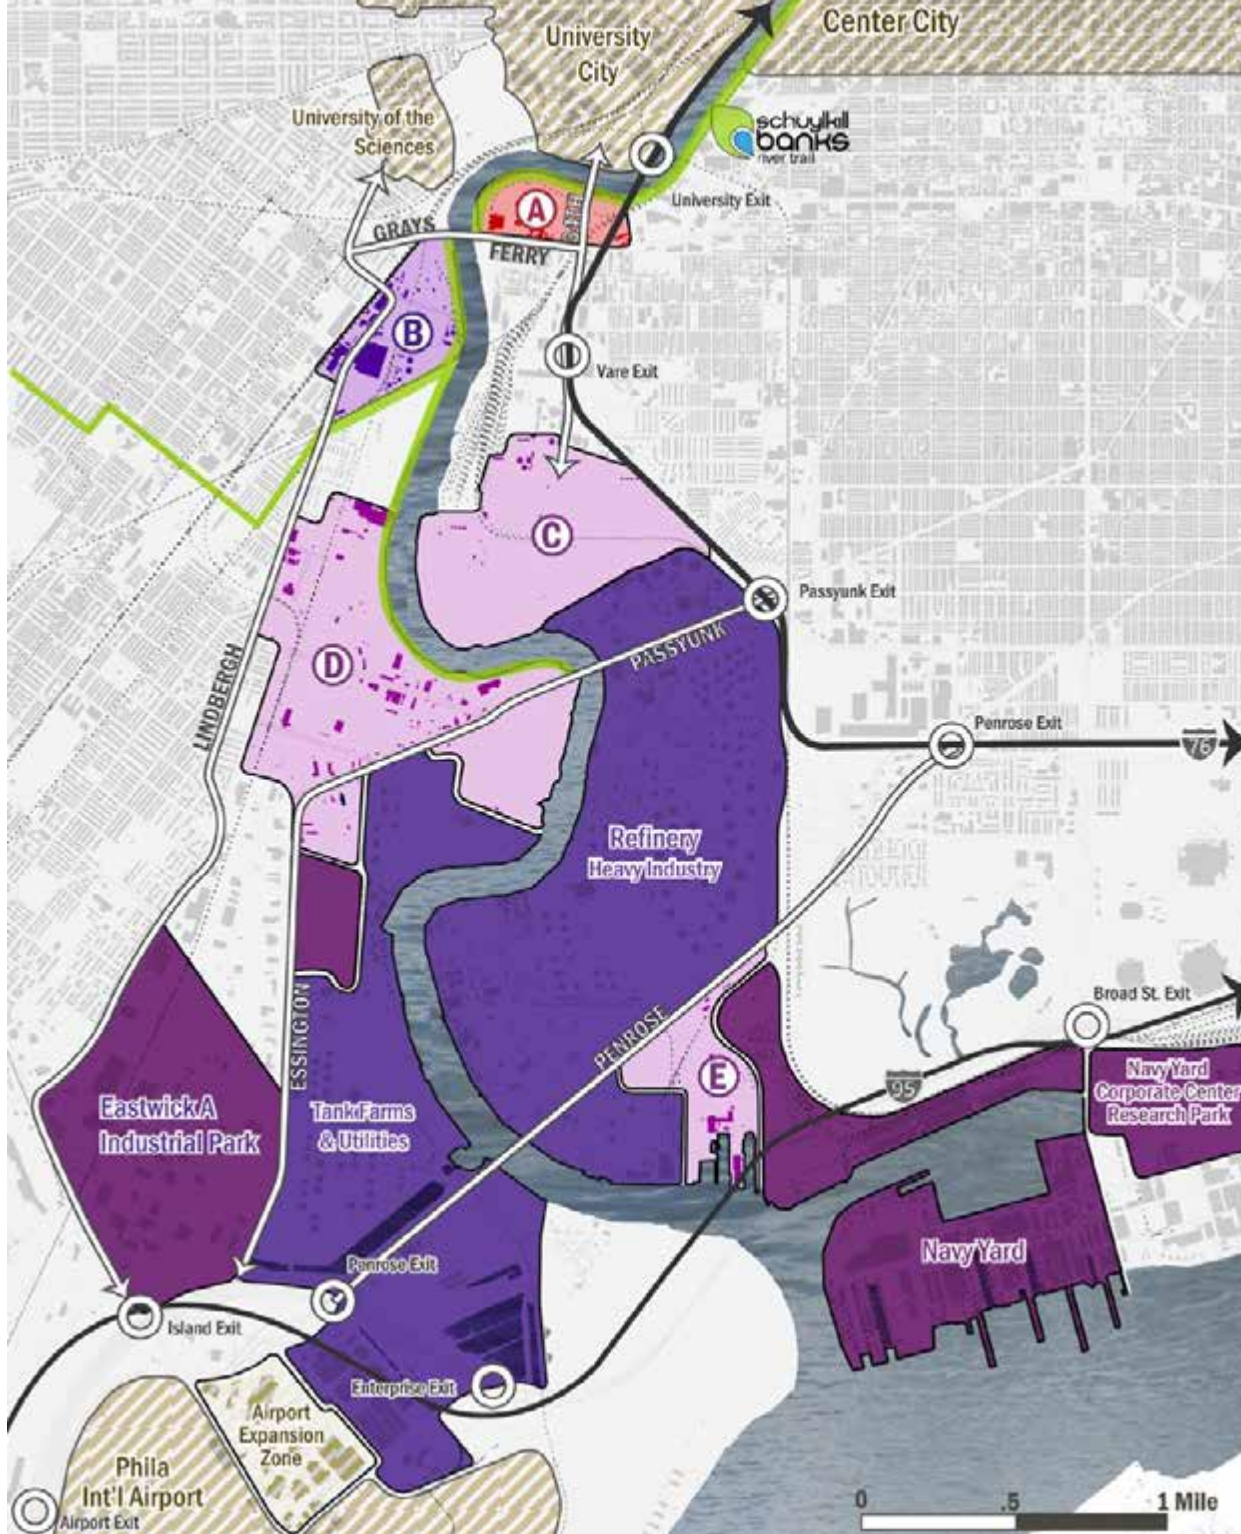 University
City
Center City
University of the
Sciences
schuylkill
banks
river trail
University Exit
A
34TH
GRAYS
FERRY
B
Vare Exit
C
Passyunk Exit
PASSYUNK
D
LINDBERGH
Penrose Exit
76
Refinery
Heavy Industry
Broad St. Exit
ESSINGTON
PENROSE
E
95
Navy Yard
Corporate Center
Research Park
Eastwick A
Industrial Park
Tank Farms
& Utilities
Navy Yard
Penrose Exit
Island Exit
Enterprise Exit
Airport
Expansion
Zone
Phila
Int'l Airport
Airport Exit
0 .5 1 Mile